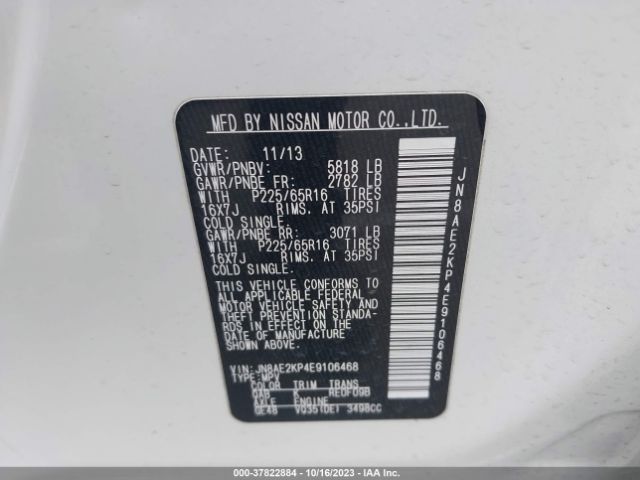 MFD BY NISSAN MOTOR CO.,LTD.
DATE: 11/13
GVWR/PNBV: 5818 LB
GAWR/PNBE FR: 2782 LB
WITH P225/65R16 TIRES
16X7J RIMS, AT 35PSI
COLD SINGLE.
GAWR/PNBE RR: 3071 LB
WITH P225/65R16 TIRES
16X7J RIMS, AT 35PSI
COLD SINGLE.
THIS VEHICLE CONFORMS TO
ALL APPLICABLE FEDERAL
MOTOR VEHICLE SAFETY AND
THEFT PREVENTION STANDA-
RDS IN EFFECT ON THE
DATE OF MANUFACTURE
SHOWN ABOVE.
VIN: JN8AE2KP4E9106468
TYPE: MPV
COLOR TRIM TRANS
QAB K RE0F09B
AXLE ENGINE
GE48 VQ35(DE) 3498CC
JN8AE2KP4E9106468
000-37822884 | 10/16/2023 | IAA Inc.